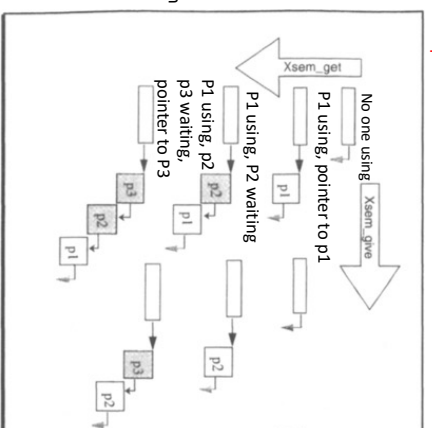 Xsem_get
No one using
Xsem_give
P1 using, pointer to p1
p1
P1 using, P2 waiting
p2
p1
p2
P1 using, p2
p3 waiting,
pointer to P3
p3
p2
p1
p3
p2